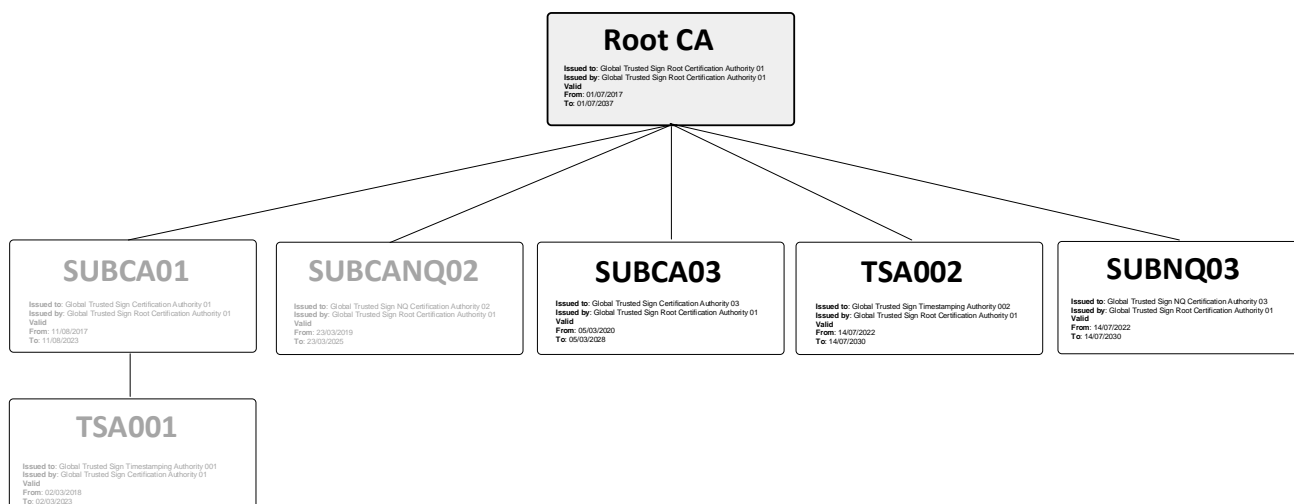 Root CA
Issued to: Global Trusted Sign Root Certification Authority 01
Issued by: Global Trusted Sign Root Certification Authority 01
Valid
From: 01/07/2017
To: 01/07/2037
SUBCA01
Issued to: Global Trusted Sign Certification Authority 01
Issued by: Global Trusted Sign Root Certification Authority 01
Valid
From: 11/08/2017
To: 11/08/2023
SUBCANQ02
Issued to: Global Trusted Sign NQ Certification Authority 02
Issued by: Global Trusted Sign Root Certification Authority 01
Valid
From: 23/03/2019
To: 23/03/2025
SUBCA03
Issued to: Global Trusted Sign Certification Authority 03
Issued by: Global Trusted Sign Root Certification Authority 01
Valid
From: 05/03/2020
To: 05/03/2028
TSA002
Issued to: Global Trusted Sign Timestamping Authority 002
Issued by: Global Trusted Sign Root Certification Authority 01
Valid
From: 14/07/2022
To: 14/07/2030
SUBNQ03
Issued to: Global Trusted Sign NQ Certification Authority 03
Issued by: Global Trusted Sign Root Certification Authority 01
Valid
From: 14/07/2022
To: 14/07/2030
TSA001
Issued to: Global Trusted Sign Timestamping Authority 001
Issued by: Global Trusted Sign Certification Authority 01
Valid
From: 02/03/2018
To: 02/03/2023